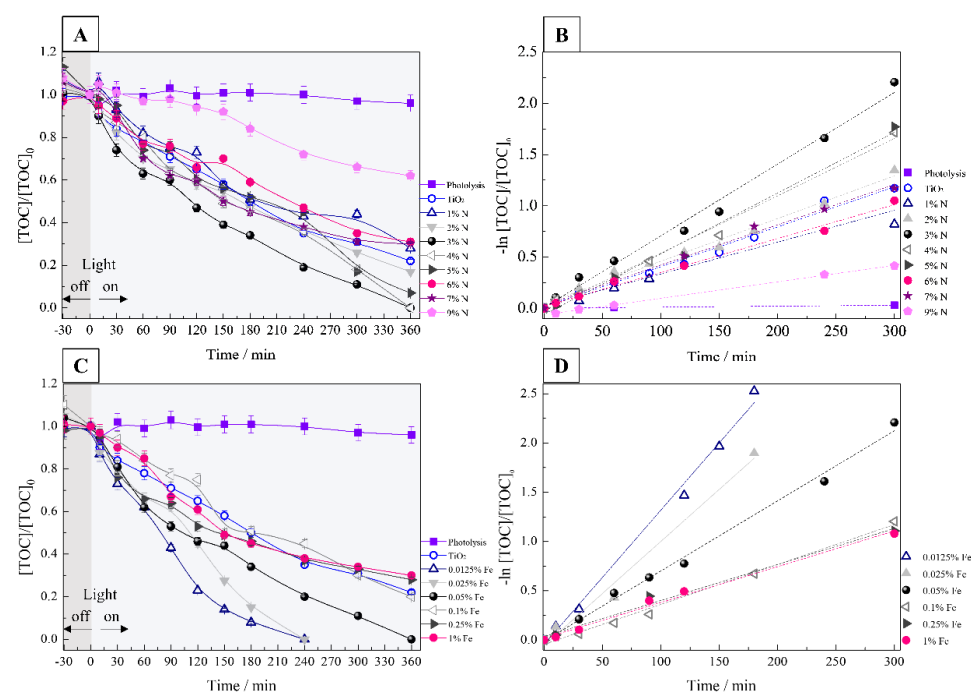 A
B
1.2
1.0
0.8
0.6
0.4
0.2
0.0
[TOC]/[TOC]0
Light
off on
-30 0 30 60 90 120 150 180 210 240 270 300 330 360
Time / min
Photolysis
TiO2
1% N
2% N
3% N
4% N
5% N
6% N
7% N
9% N
2.5
2.0
1.5
1.0
0.5
0.0
-ln [TOC]/[TOC]0
0 50 100 150 200 250 300
Time / min
Photolysis
TiO2
1% N
2% N
3% N
4% N
5% N
6% N
7% N
9% N
C
D
1.2
1.0
0.8
0.6
0.4
0.2
0.0
[TOC]/[TOC]0
Light
off on
-30 0 30 60 90 120 150 180 210 240 270 300 330 360
Time / min
Photolysis
TiO2
0.0125% Fe
0.025% Fe
0.05% Fe
0.1% Fe
0.25% Fe
1% Fe
2.5
2.0
1.5
1.0
0.5
0.0
-ln [TOC]/[TOC]0
0 50 100 150 200 250 300
Time / min
0.0125% Fe
0.025% Fe
0.05% Fe
0.1% Fe
0.25% Fe
1% Fe